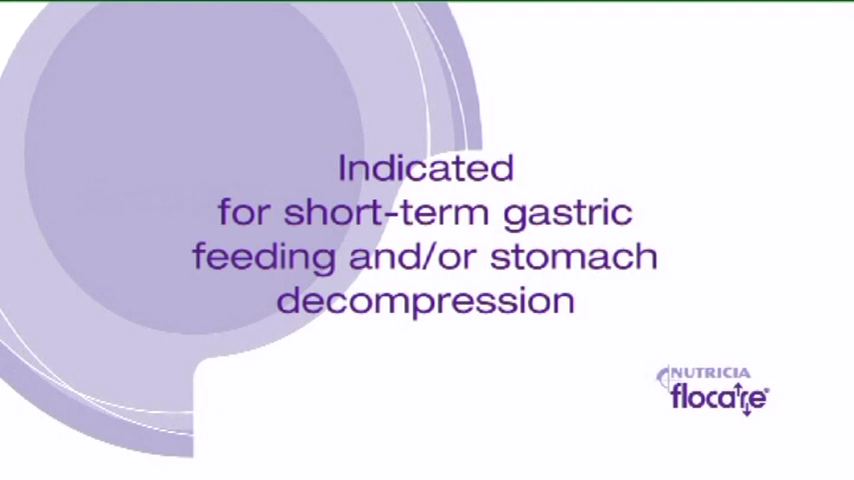 Indicated
for short-term gastric
feeding and/or stomach
decompression
NUTRICIA
flocare®